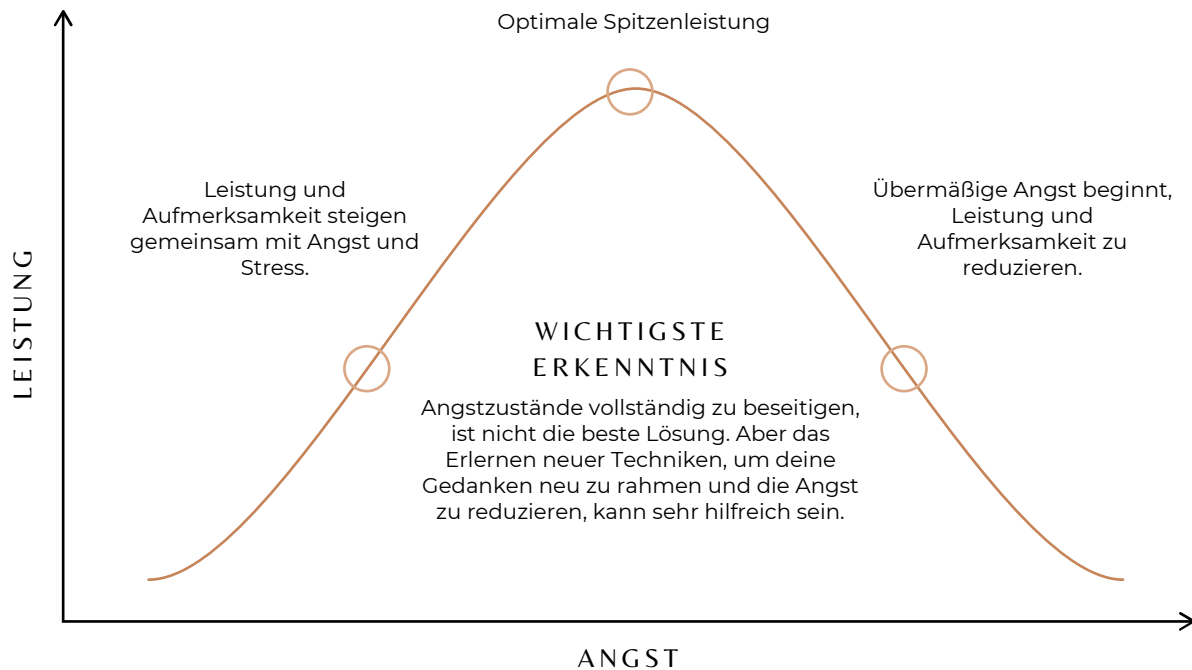 Optimale Spitzenleistung
Leistung und
Aufmerksamkeit steigen
gemeinsam mit Angst und
Stress.
Übermäßige Angst beginnt,
Leistung und
Aufmerksamkeit zu
reduzieren.
LEISTUNG
WICHTIGSTE
ERKENNTNIS
Angstzustände vollständig zu beseitigen,
ist nicht die beste Lösung. Aber das
Erlernen neuer Techniken, um deine
Gedanken neu zu rahmen und die Angst
zu reduzieren, kann sehr hilfreich sein.
ANGST